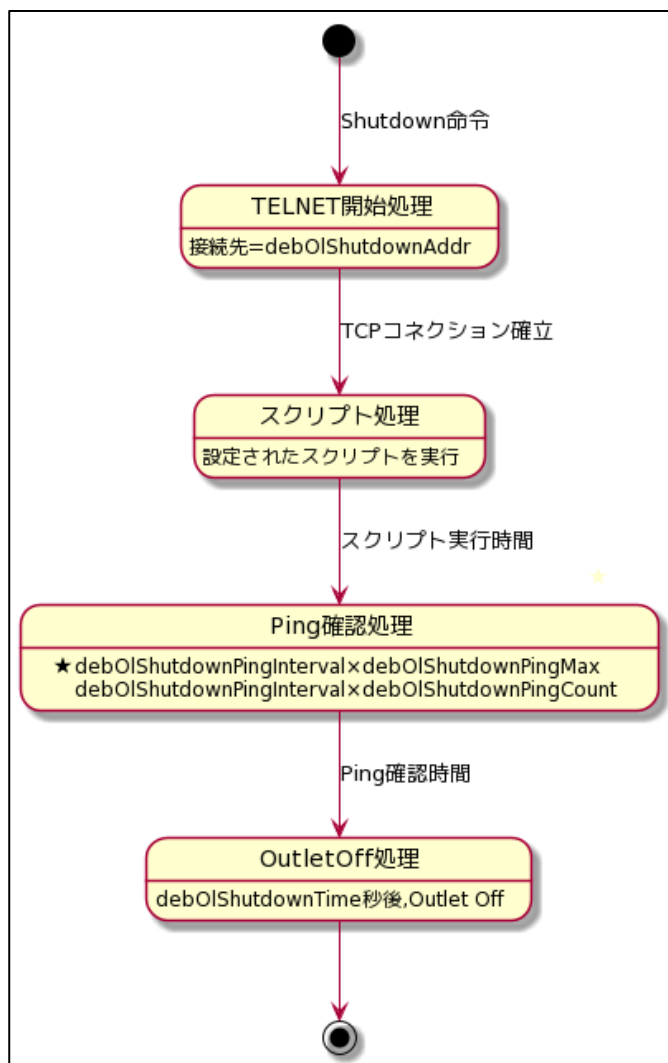 Shutdown命令
TELNET開始処理
接続先=debOlShutdownAddr
TCPコネクション確立
スクリプト処理
設定されたスクリプトを実行
スクリプト実行時間
★
Ping確認処理
★debOlShutdownPingInterval×debOlShutdownPingMax
debOlShutdownPingInterval×debOlShutdownPingCount
Ping確認時間
OutletOff処理
debOlShutdownTime秒後,Outlet Off